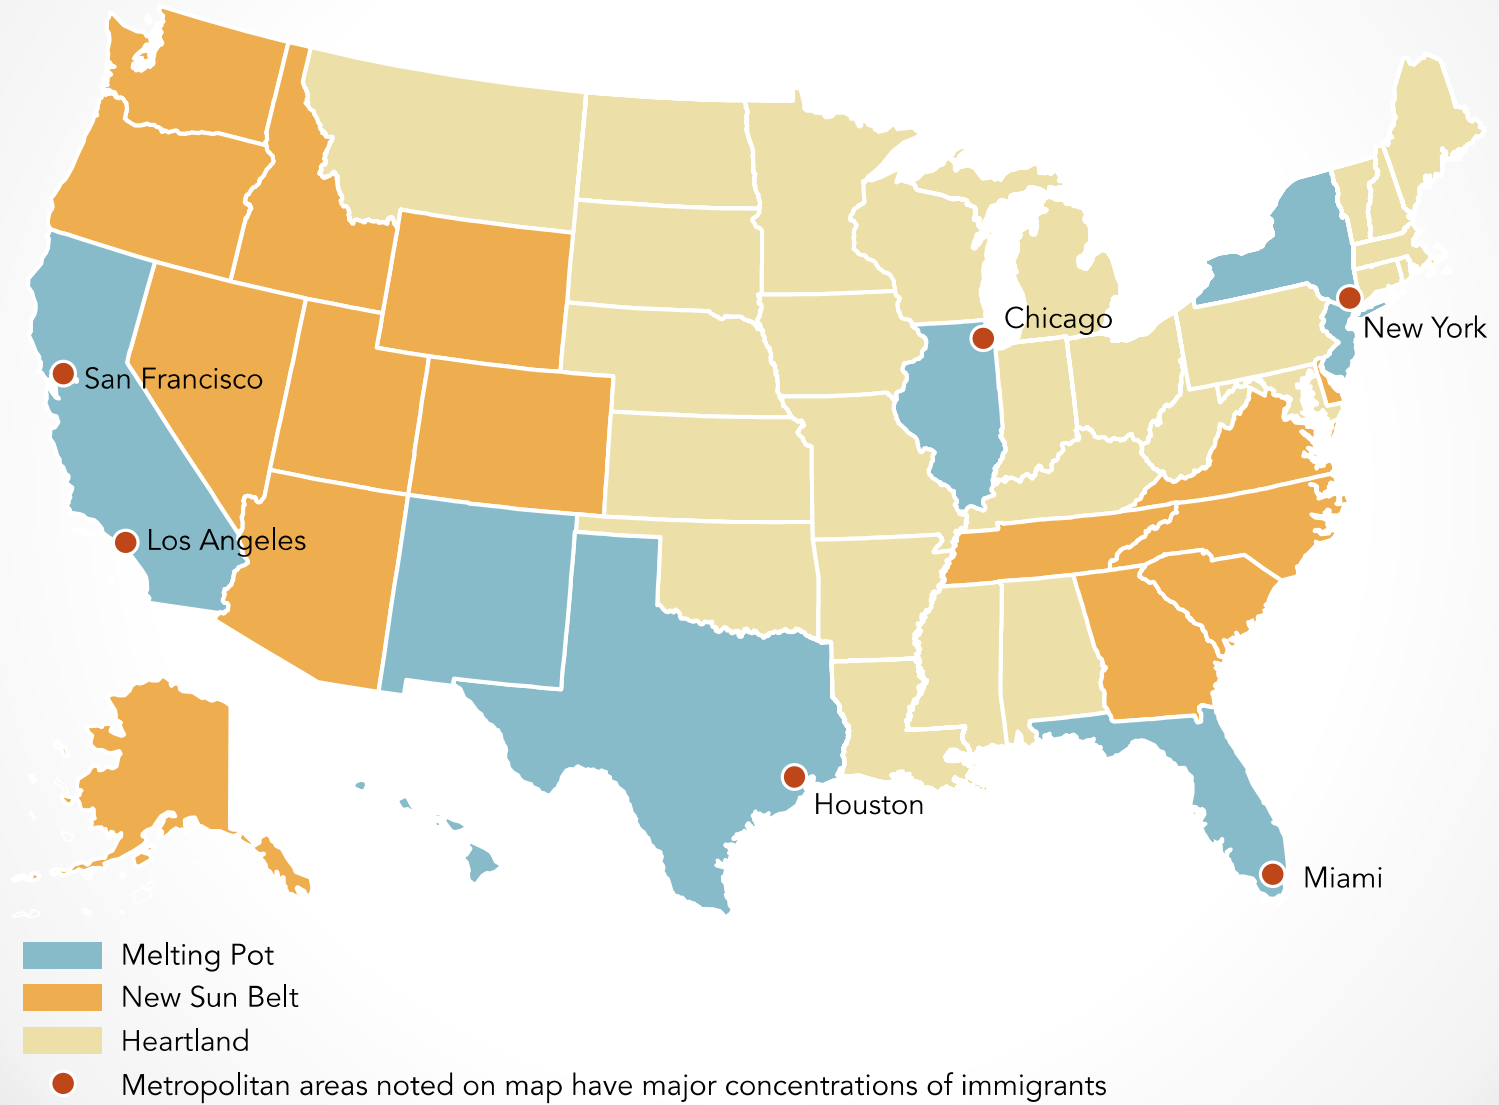 Chicago
New York
San Francisco
Los Angeles
Houston
Miami
Melting Pot
New Sun Belt
Heartland
Metropolitan areas noted on map have major concentrations of immigrants